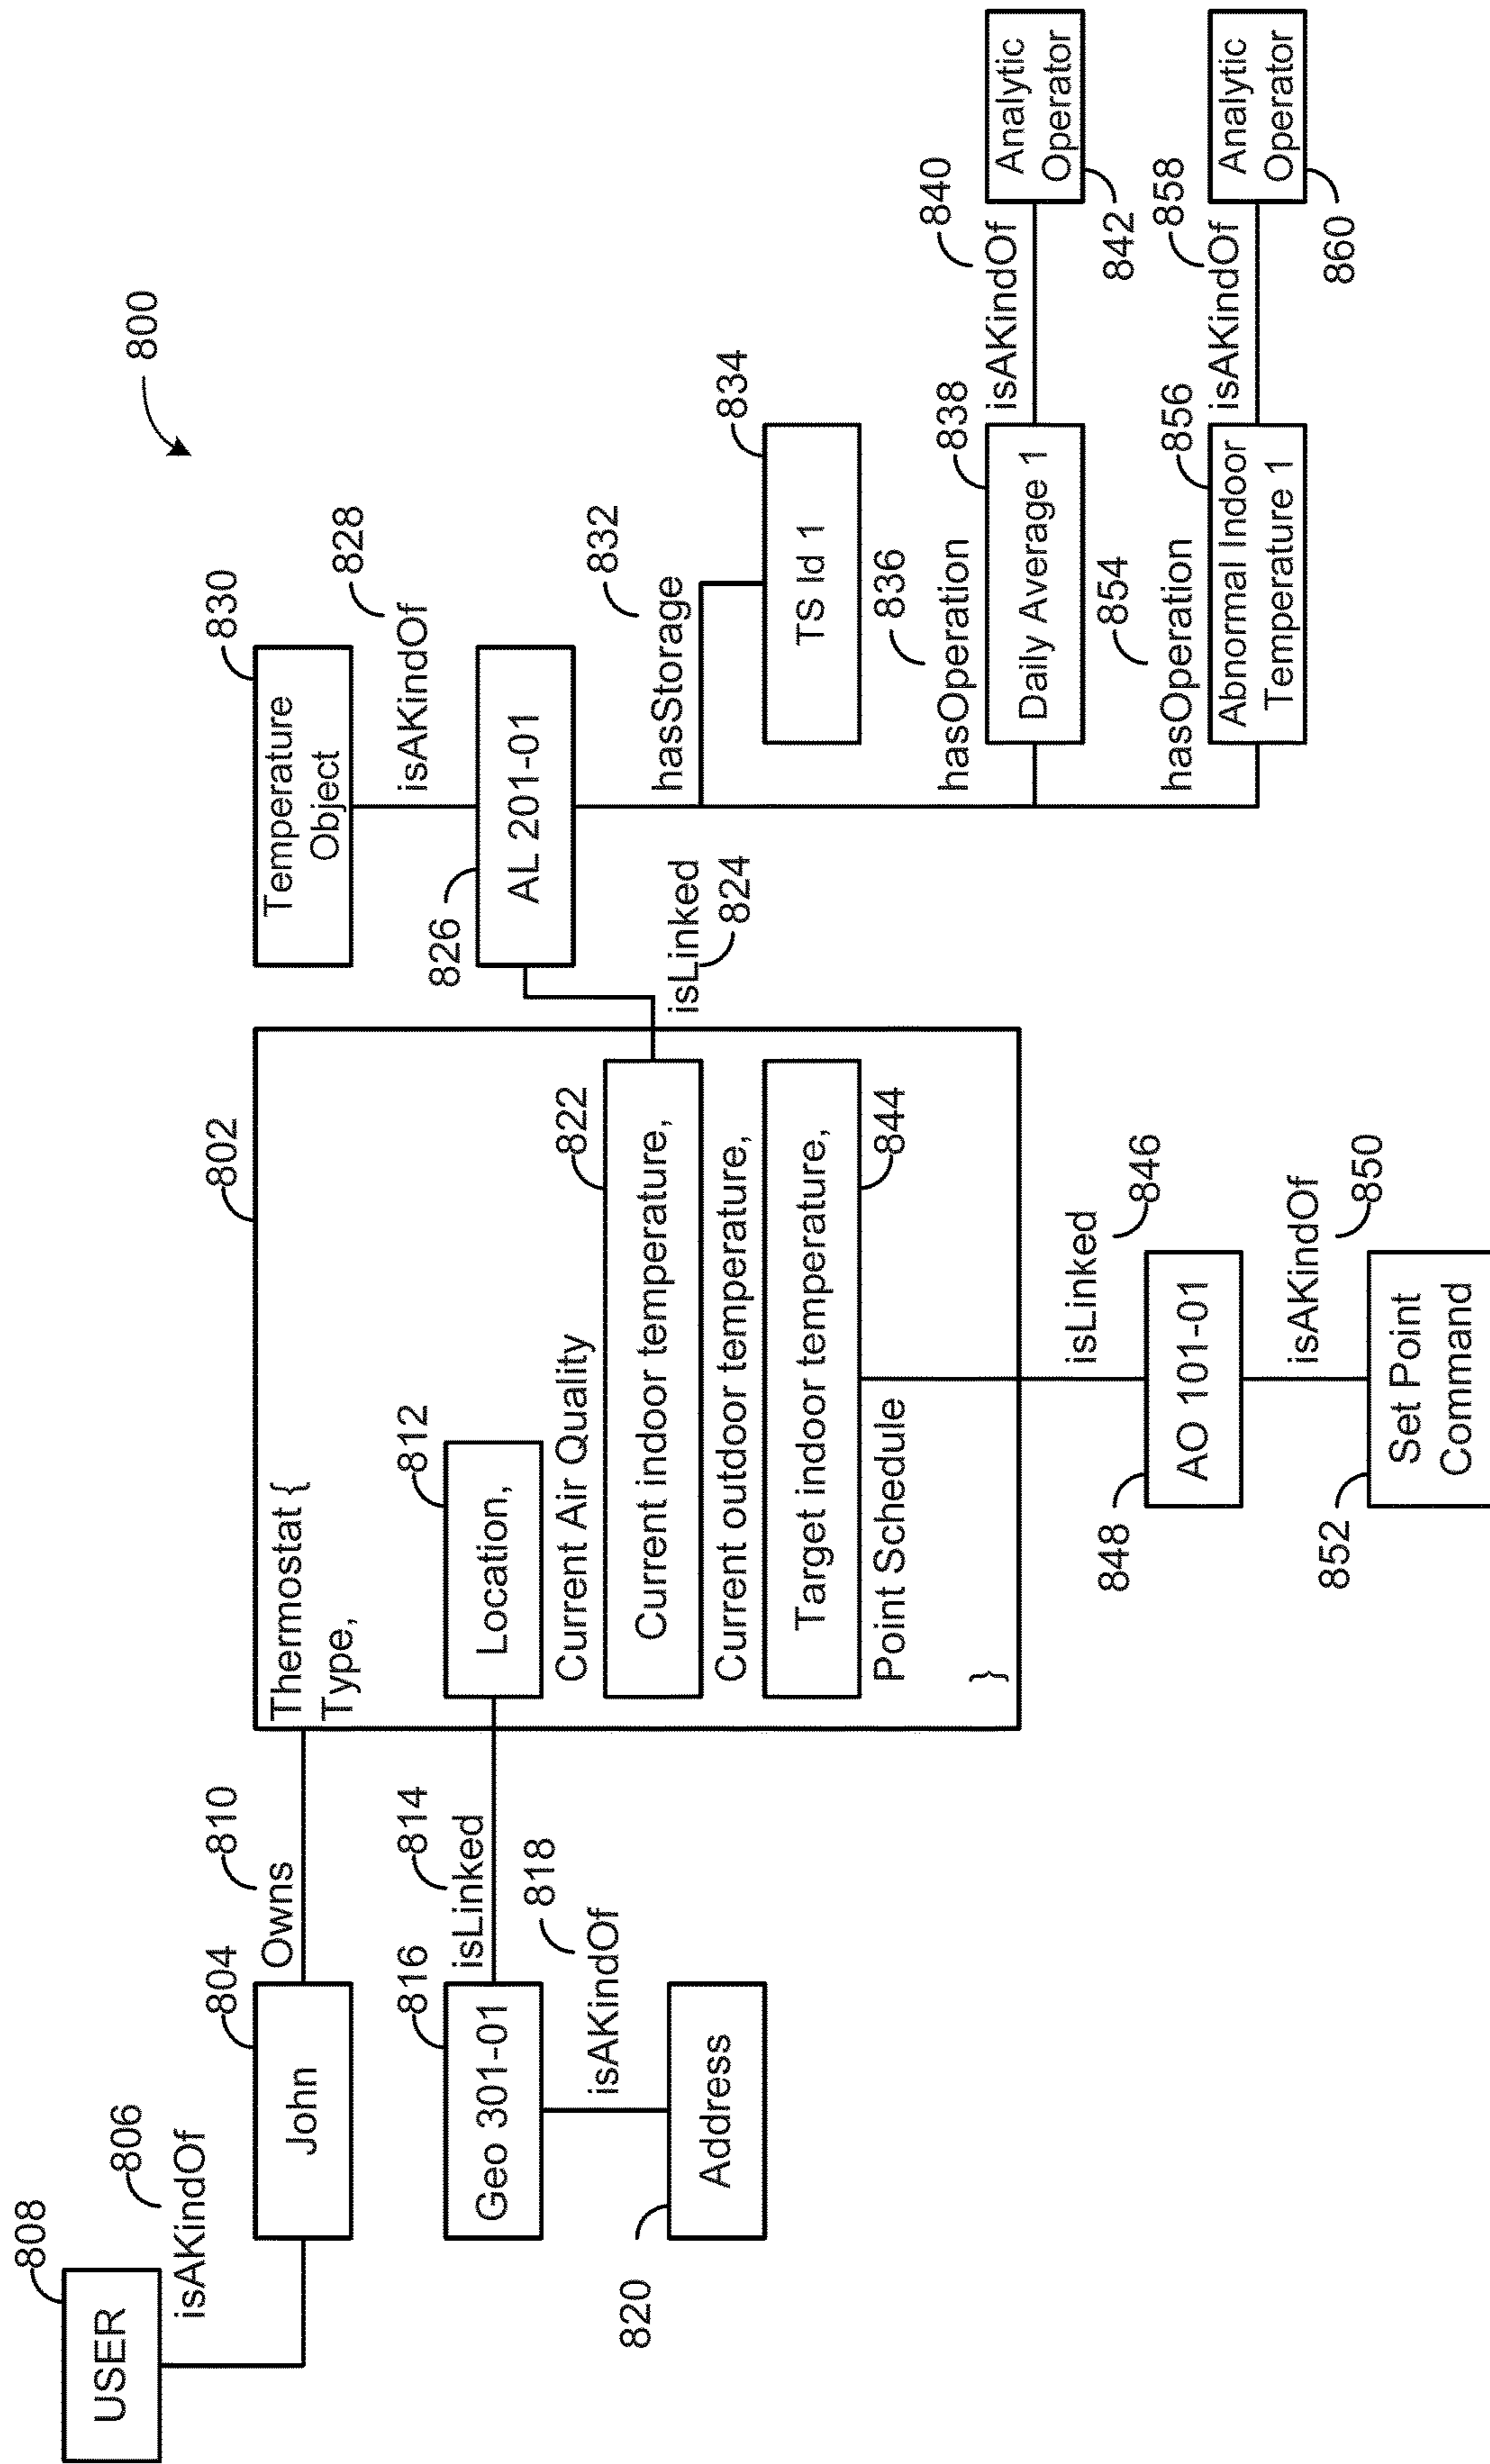 800
808
USER
806
isAKindOf
804
John
810
Owns
816
Geo 301-01
814
isLinked
818
isAKindOf
820
Address
802
Thermostat {
Type,
812
Location,
Current Air Quality
822
Current indoor temperature,
Current outdoor temperature,
844
Target indoor temperature,
Point Schedule
}
isLinked
846
848
AO 101-01
isAKindOf
850
852
Set Point
Command
isLinked
824
830
Temperature
Object
828
isAKindOf
826
AL 201-01
832
hasStorage
834
TS Id 1
836
hasOperation
838
Daily Average 1
840
isAKindOf
Analytic
Operator
842
854
hasOperation
856
Abnormal Indoor
Temperature 1
858
isAKindOf
Analytic
Operator
860